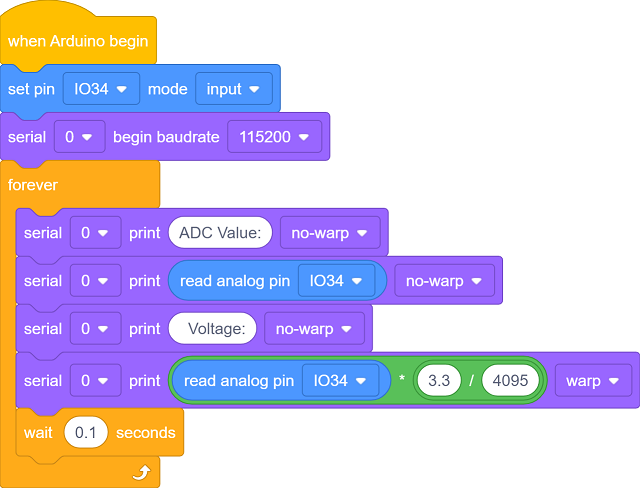 when Arduino begin
set pin IO34 mode input
serial 0 begin baudrate 115200
forever
serial 0 print ADC Value: no-warp
serial 0 print read analog pin IO34 no-warp
serial 0 print Voltage: no-warp
serial 0 print read analog pin IO34 * 3.3 / 4095 warp
wait 0.1 seconds